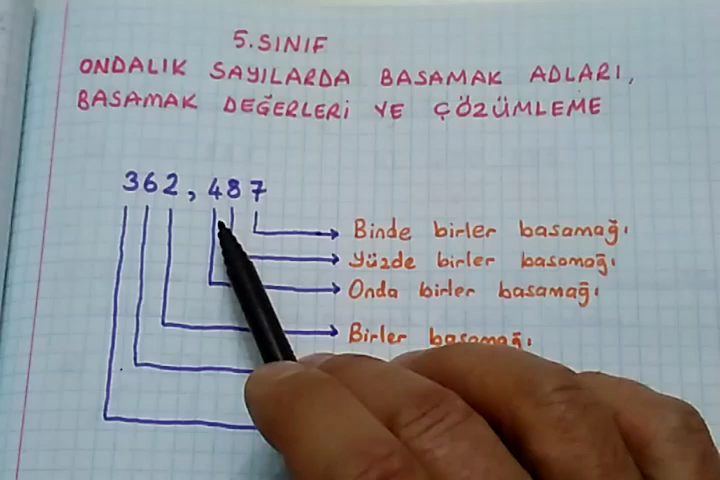 5.SINIF
ONDALIK SAYILARDA BASAMAK ADLARI,
BASAMAK DEĞERLERİ VE ÇÖZÜMLEME
362,487
Binde birler basamağı
Yüzde birler basamağı
Onda birler basamağı
Birler basamağı